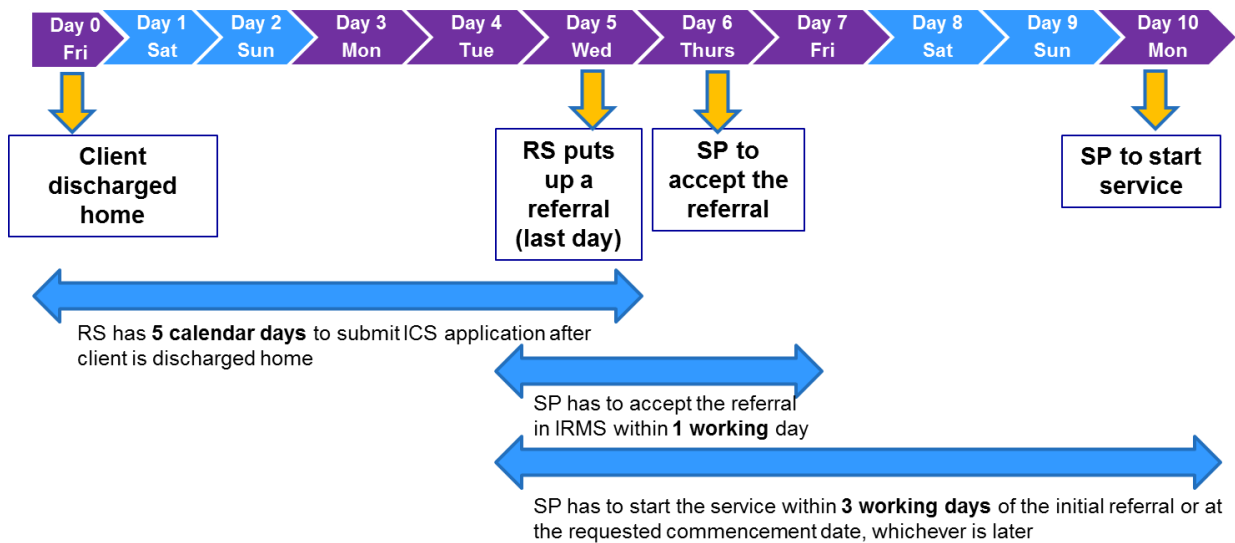 Day 0 Day 1 Day 2 Day 3 Day 4 Day 5 Day 6 Day 7 Day 8 Day 9 Day 10
Fri Sat Sun Mon Tue Wed Thurs Fri Sat Sun Mon
Client
discharged
home
RS puts
up a
referral
(last day)
SP to
accept the
referral
SP to start
service
RS has 5 calendar days to submit ICS application after
client is discharged home
SP has to accept the referral
in IRMS within 1 working day
SP has to start the service within 3 working days of the initial referral or at
the requested commencement date, whichever is later